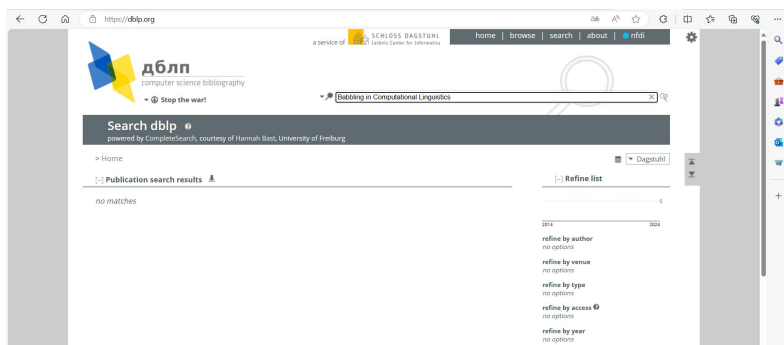 https://dblp.org
a service of SCHLOSS DAGSTUHL
Leibniz Center for Informatics
home | browse | search | about | nfdi
дблп
computer science bibliography
Stop the war!
Babbling in Computational Linguistics
Search dblp
powered by CompleteSearch, courtesy of Hannah Bast, University of Freiburg
> Home
Dagstuhl
[–] Publication search results
no matches
[–] Refine list
2014 2024
refine by author
no options
refine by venue
no options
refine by type
no options
refine by access
no options
refine by year
no options